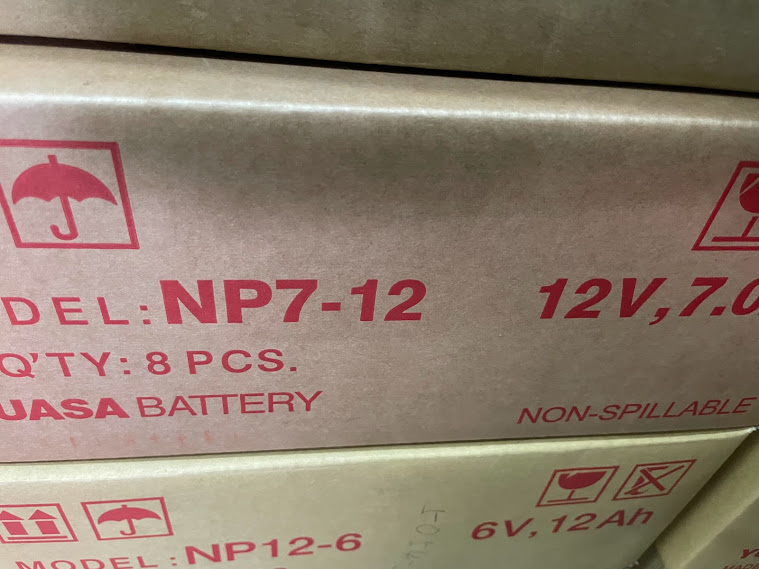 DEL: NP7-12 12V, 7.0
Q'TY: 8 PCS.
UASA BATTERY NON-SPILLABLE
6V, 12Ah
MODEL: NP12-6